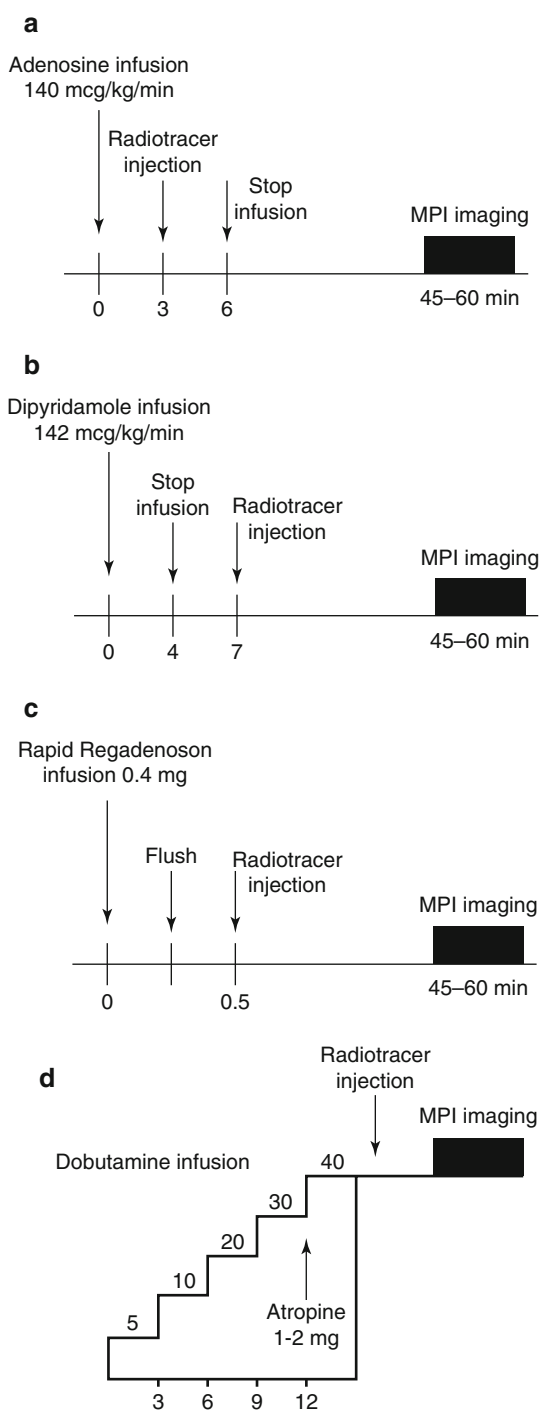 a
Adenosine infusion
140 mcg/kg/min
Radiotracer
injection
Stop
infusion
MPI imaging
0 3 6 45–60 min
b
Dipyridamole infusion
142 mcg/kg/min
Stop
infusion
Radiotracer
injection
MPI imaging
0 4 7 45–60 min
c
Rapid Regadenoson
infusion 0.4 mg
Flush
Radiotracer
injection
MPI imaging
0 0.5 45–60 min
d
Radiotracer
injection
MPI imaging
Dobutamine infusion
40
30
20
10
5
Atropine
1-2 mg
3 6 9 12